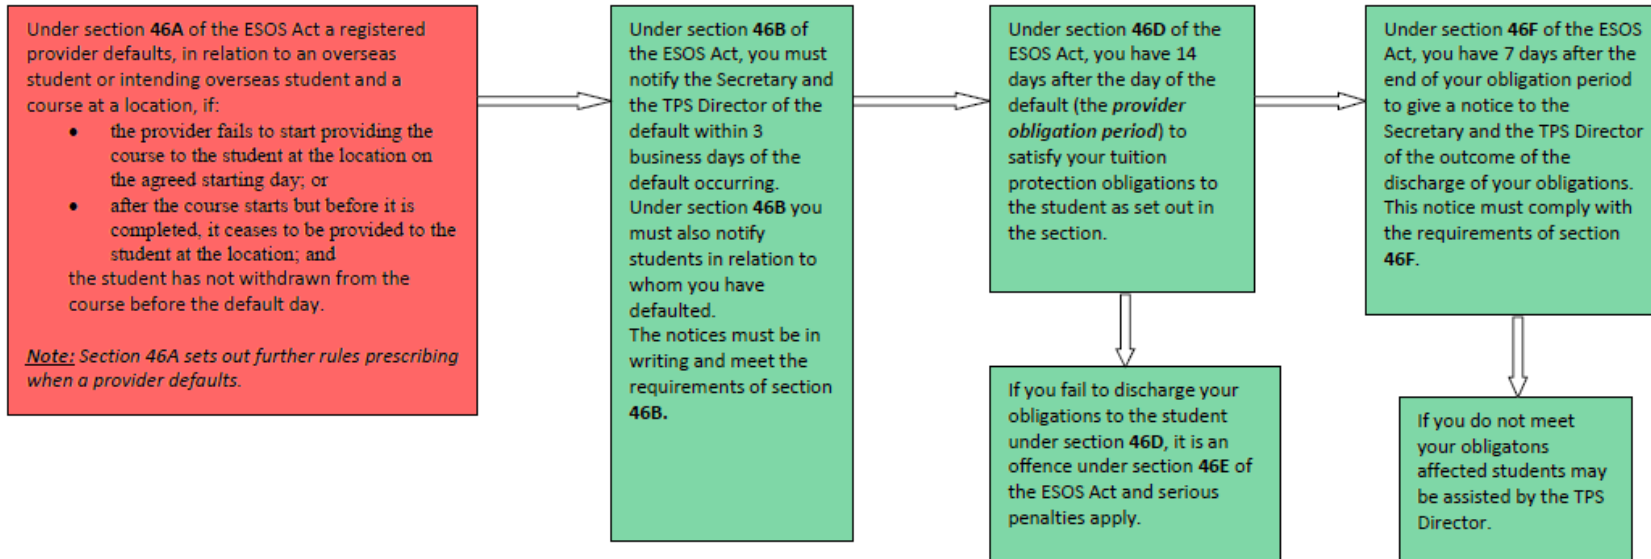 Under section 46A of the ESOS Act a registered
provider defaults, in relation to an overseas
student or intending overseas student and a
course at a location, if:
• the provider fails to start providing the
course to the student at the location on
the agreed starting day; or
• after the course starts but before it is
completed, it ceases to be provided to the
student at the location; and
the student has not withdrawn from the
course before the default day.
Note: Section 46A sets out further rules prescribing
when a provider defaults.
Under section 46B of
the ESOS Act, you must
notify the Secretary and
the TPS Director of the
default within 3
business days of the
default occurring.
Under section 46B you
must also notify
students in relation to
whom you have
defaulted.
The notices must be in
writing and meet the
requirements of section
46B.
Under section 46D of the
ESOS Act, you have 14
days after the day of the
default (the provider
obligation period) to
satisfy your tuition
protection obligations to
the student as set out in
the section.
If you fail to discharge your
obligations to the student
under section 46D, it is an
offence under section 46E of
the ESOS Act and serious
penalties apply.
Under section 46F of the ESOS
Act, you have 7 days after the
end of your obligation period
to give a notice to the
Secretary and the TPS Director
of the outcome of the
discharge of your obligations.
This notice must comply with
the requirements of section
46F.
If you do not meet
your obligatons
affected students may
be assisted by the TPS
Director.